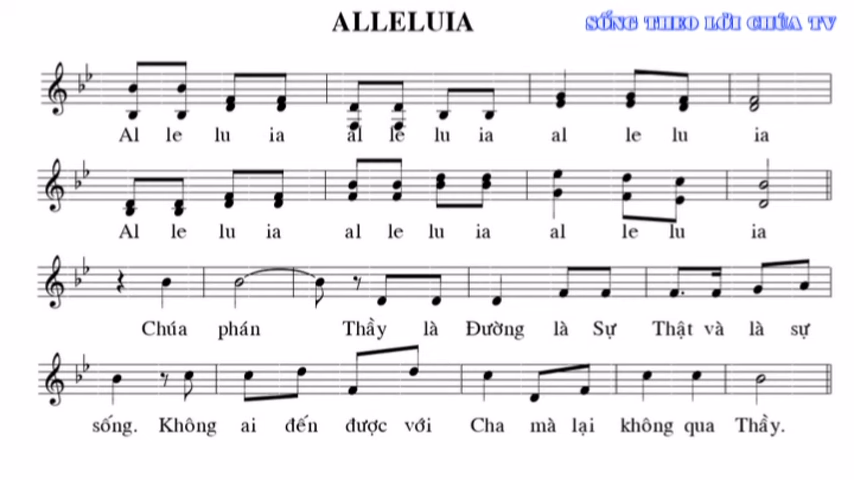 ALLELUIA
SỐNG THEO LỜI CHÚA TV
Al le lu ia al le lu ia al le lu ia
Al le lu ia al le lu ia al le lu ia
Chúa phán Thầy là Đường là Sự Thật và là sự
sống. Không ai đến được với Cha mà lại không qua Thầy.